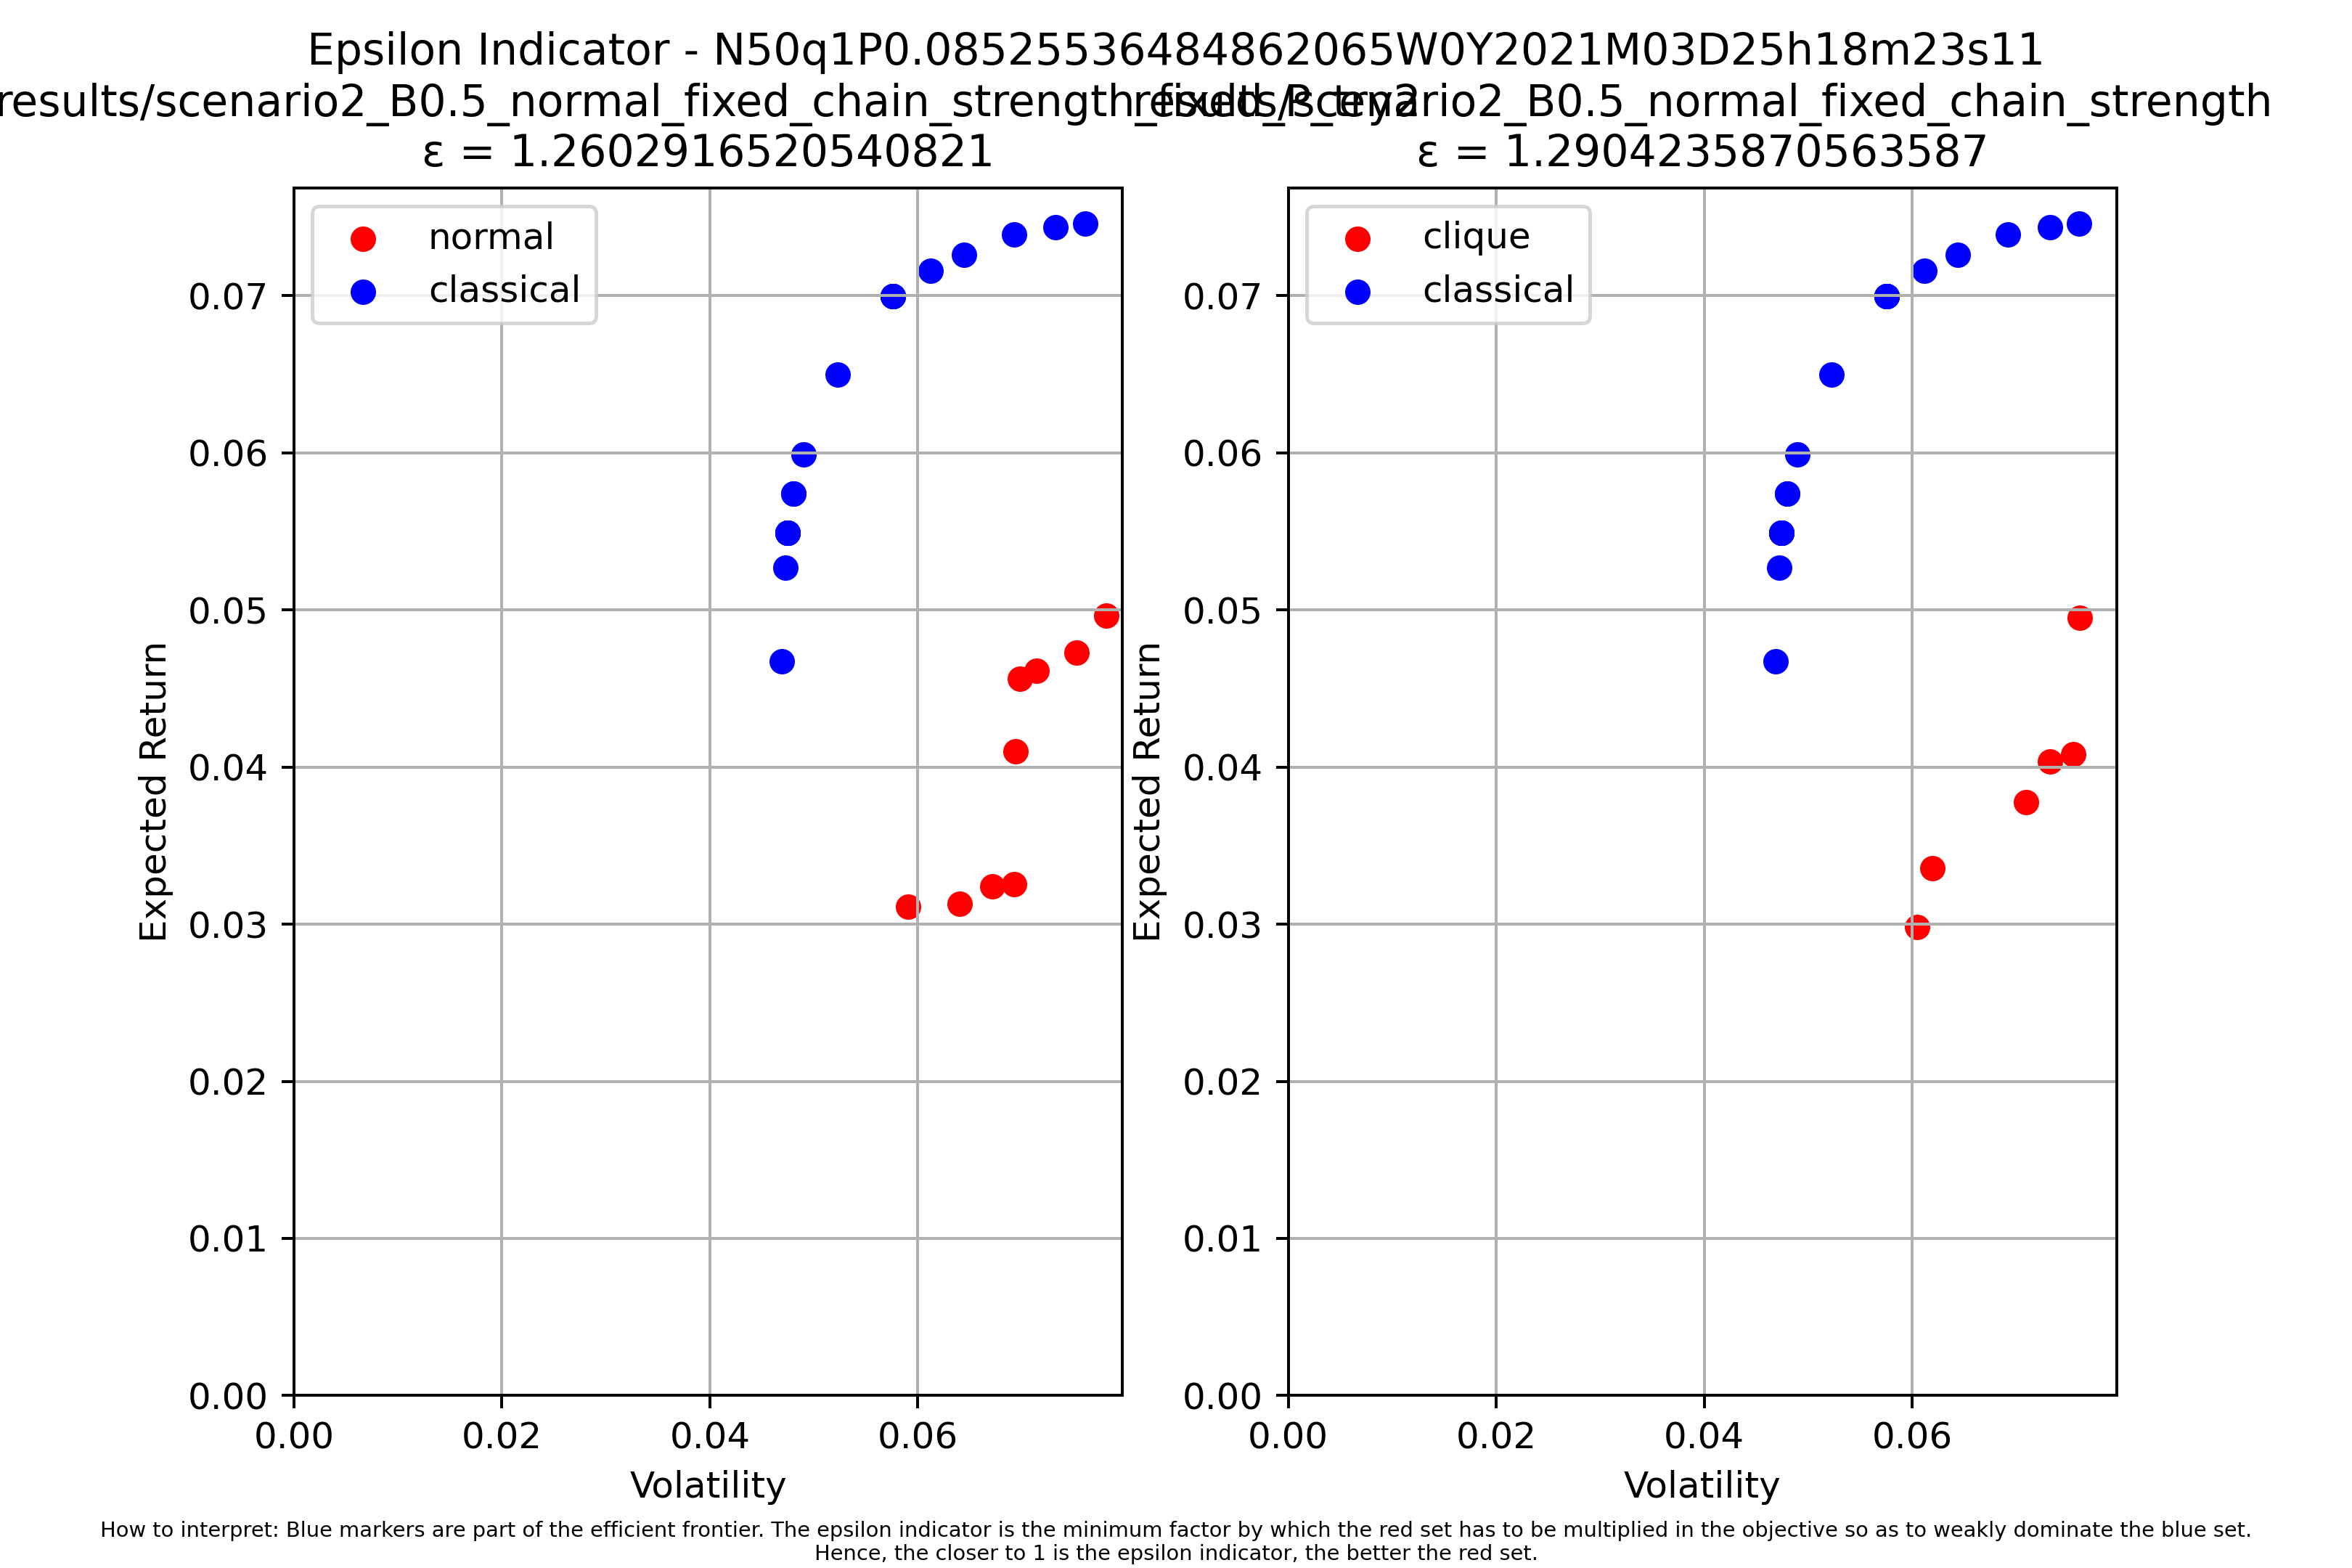 Epsilon Indicator - N50q1P0.08525536484862065W0Y2021M03D25h18m23s11
results/scenario2_B0.5_normal_fixed_chain_strength_fixed_P_try2
results/scenario2_B0.5_normal_fixed_chain_strength
ε = 1.2602916520540821
ε = 1.2904235870563587
normal
classical
0.07
0.06
0.05
0.04
0.03
0.02
0.01
0.00
Expected Return
0.00 0.02 0.04 0.06
Volatility
clique
classical
0.07
0.06
0.05
0.04
0.03
0.02
0.01
0.00
Expected Return
0.00 0.02 0.04 0.06
Volatility
How to interpret: Blue markers are part of the efficient frontier. The epsilon indicator is the minimum factor by which the red set has to be multiplied in the objective so as to weakly dominate the blue set.
Hence, the closer to 1 is the epsilon indicator, the better the red set.